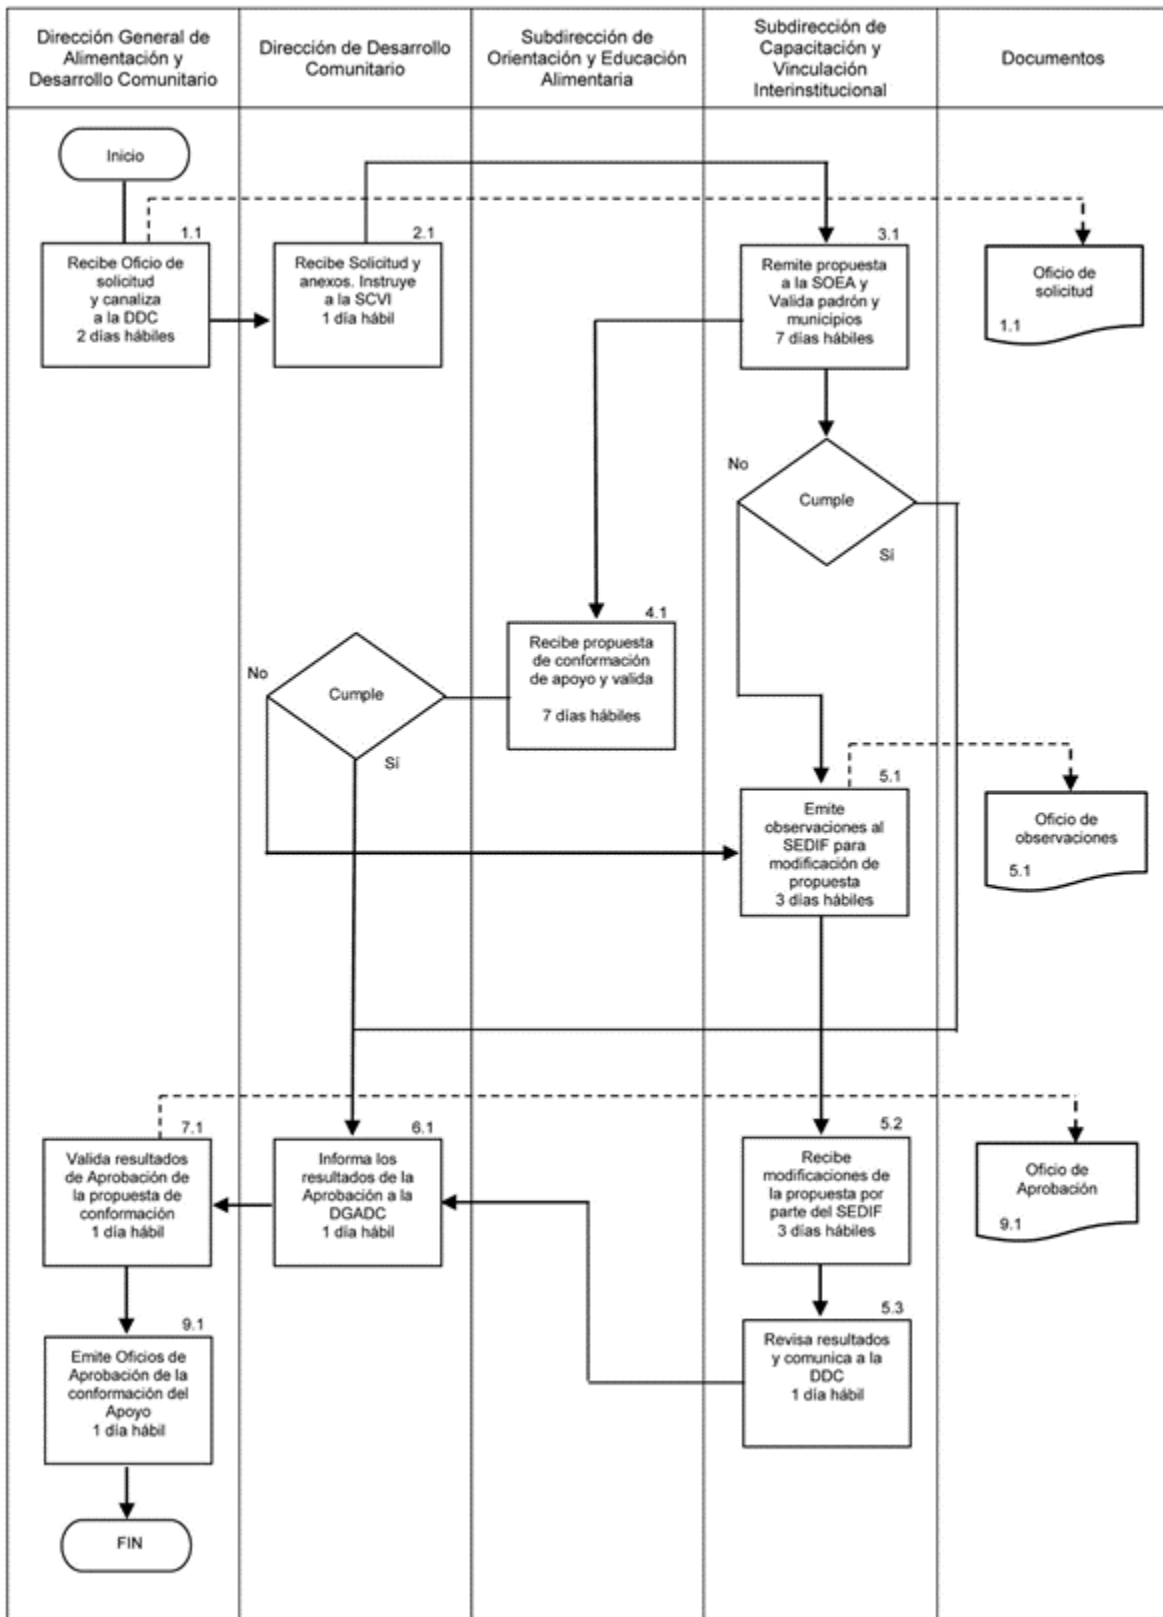 Dirección General de
Alimentación y
Desarrollo Comunitario
Dirección de Desarrollo
Comunitario
Subdirección de
Orientación y Educación
Alimentaria
Subdirección de
Capacitación y
Vinculación
Interinstitucional
Documentos
Inicio
1.1
Recibe Oficio de
solicitud
y canaliza
a la DDC
2 días hábiles
2.1
Recibe Solicitud y
anexos. Instruye
a la SCVI
1 día hábil
3.1
Remite propuesta
a la SOEA y
Valida padrón y
municipios
7 días hábiles
Oficio de
solicitud
1.1
No
Cumple
Sí
4.1
Recibe propuesta
de conformación
de apoyo y valida
7 días hábiles
No
Cumple
Sí
5.1
Emite
observaciones al
SEDIF para
modificación de
propuesta
3 días hábiles
Oficio de
observaciones
5.1
7.1
Valida resultados
de Aprobación de
la propuesta de
conformación
1 día hábil
6.1
Informa los
resultados de la
Aprobación a la
DGADC
1 día hábil
5.2
Recibe
modificaciones de
la propuesta por
parte del SEDIF
3 días hábiles
Oficio de
Aprobación
9.1
9.1
Emite Oficios de
Aprobación de la
conformación del
Apoyo
1 día hábil
5.3
Revisa resultados
y comunica a la
DDC
1 día hábil
FIN